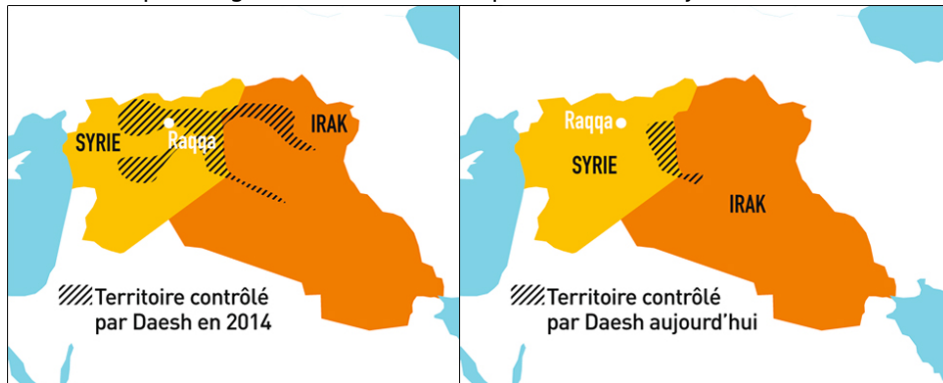 SYRIE
Raqqa
IRAK
Territoire contrôlé
par Daesh en 2014
Raqqa
SYRIE
IRAK
Territoire contrôlé
par Daesh aujourd'hui